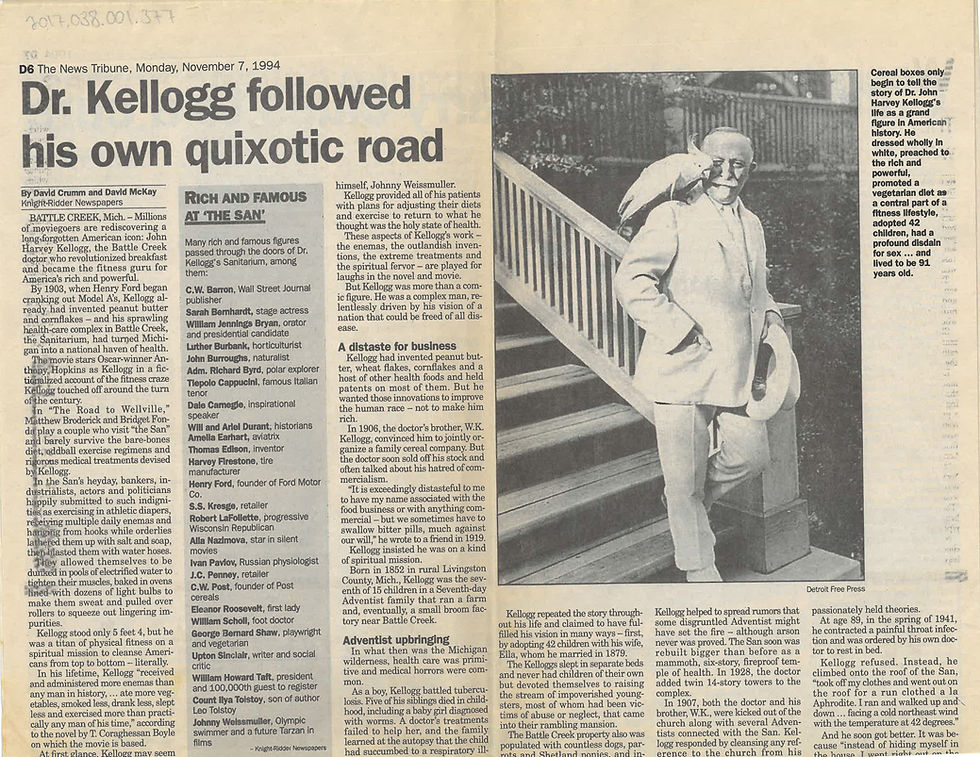 2017.038.001.377
D6 The News Tribune, Monday, November 7, 1994
Dr. Kellogg followed
his own quixotic road
By David Crumm and David McKay
Knight-Ridder Newspapers
BATTLE CREEK, Mich. – Millions
of moviegoers are rediscovering a
long-forgotten American icon: John
Harvey Kellogg, the Battle Creek
doctor who revolutionized breakfast
and became the fitness guru for
America's rich and powerful.
By 1903, when Henry Ford began
cranking out Model A's, Kellogg al-
ready had invented peanut butter
and cornflakes – and his sprawling
health-care complex in Battle Creek,
the Sanitarium, had turned Michi-
gan into a national haven of health.
The movie stars Oscar-winner An-
thony Hopkins as Kellogg in a fic-
tionalized account of the fitness craze
Kellogg touched off around the turn
of the century.
In "The Road to Wellville,"
Matthew Broderick and Bridget Fon-
play a couple who visit "the San"
and barely survive the bare-bones
diet, oddball exercise regimens and
rigorous medical treatments devised
by Kellogg.
In the San's heyday, bankers, in-
dustrialists, actors and politicians
happily submitted to such indigni-
ties as exercising in athletic diapers,
receiving multiple daily enemas and
hanging from hooks while orderlies
lathered them up with salt and soap,
then blasted them with water hoses.
They allowed themselves to be
dunked in pools of electrified water to
tighten their muscles, baked in ovens
lined with dozens of light bulbs to
make them sweat and pulled over
rollers to squeeze out lingering im-
purities.
Kellogg stood only 5 feet 4, but he
was a titan of physical fitness on a
spiritual mission to cleanse Ameri-
cans from top to bottom – literally.
In his lifetime, Kellogg "received
and administered more enemas than
any man in history, ... ate more veg-
etables, smoked less, drank less, slept
less and exercised more than practi-
cally any man of his time," according
to the novel by T. Coraghessan Boyle
on which the movie is based.
At first glance, Kellogg may seem
RICH AND FAMOUS
AT 'THE SAN'
Many rich and famous figures
passed through the doors of Dr.
Kellogg's Sanitarium, among
them:
C.W. Barron, Wall Street Journal
publisher
Sarah Bernhardt, stage actress
William Jennings Bryan, orator
and presidential candidate
Luther Burbank, horticulturist
John Burroughs, naturalist
Adm. Richard Byrd, polar explorer
Tiepolo Cappucini, famous Italian
tenor
Dale Carnegie, inspirational
speaker
Will and Ariel Durant, historians
Amelia Earhart, aviatrix
Thomas Edison, inventor
Harvey Firestone, tire
manufacturer
Henry Ford, founder of Ford Motor
Co.
S.S. Kresge, retailer
Robert LaFollette, progressive
Wisconsin Republican
Alla Nazimova, star in silent
movies
Ivan Pavlov, Russian physiologist
J.C. Penney, retailer
C.W. Post, founder of Post
cereals
Eleanor Roosevelt, first lady
William Scholl, foot doctor
George Bernard Shaw, playwright
and vegetarian
Upton Sinclair, writer and social
critic
William Howard Taft, president
and 100,000th guest to register
Count Ilya Tolstoy, son of author
Leo Tolstoy
Johnny Weissmuller, Olympic
swimmer and a future Tarzan in
films
– Knight-Ridder Newspapers
himself, Johnny Weissmuller.
Kellogg provided all of his patients
with plans for adjusting their diets
and exercise to return to what he
thought was the holy state of health.
These aspects of Kellogg's work –
the enemas, the outlandish inven-
tions, the extreme treatments and
the spiritual fervor – are played for
laughs in the novel and movie.
But Kellogg was more than a com-
ic figure. He was a complex man, re-
lentlessly driven by his vision of a
nation that could be freed of all dis-
ease.
A distaste for business
Kellogg had invented peanut but-
ter, wheat flakes, cornflakes and a
host of other health foods and held
patents on most of them. But he
wanted those innovations to improve
the human race – not to make him
rich.
In 1906, the doctor's brother, W.K.
Kellogg, convinced him to jointly or-
ganize a family cereal company. But
the doctor soon sold off his stock and
often talked about his hatred of com-
mercialism.
"It is exceedingly distasteful to me
to have my name associated with the
food business or with anything com-
mercial – but we sometimes have to
swallow bitter pills, much against
our will," he wrote to a friend in 1919.
Kellogg insisted he was on a kind
of spiritual mission.
Born in 1852 in rural Livingston
County, Mich., Kellogg was the sev-
enth of 15 children in a Seventh-day
Adventist family that ran a farm
and, eventually, a small broom fac-
tory near Battle Creek.
Adventist upbringing
In what then was the Michigan
wilderness, health care was primi-
tive and medical horrors were com-
mon.
As a boy, Kellogg battled tubercu-
losis. Five of his siblings died in child-
hood, including a baby girl diagnosed
with worms. A doctor's treatments
failed to help her, and the family
learned at the autopsy that the child
had succumbed to a respiratory ill-
Cereal boxes only
begin to tell the
story of Dr. John
Harvey Kellogg's
life as a grand
figure in American
history. He
dressed wholly in
white, preached to
the rich and
powerful,
promoted a
vegetarian diet as
a central part of a
fitness lifestyle,
adopted 42
children, had a
profound disdain
for sex ... and
lived to be 91
years old.
Detroit Free Press
Kellogg repeated the story through-
out his life and claimed to have ful-
filled his vision in many ways – first,
by adopting 42 children with his wife,
Ella, whom he married in 1879.
The Kelloggs slept in separate beds
and never had children of their own
but devoted themselves to raising
the stream of impoverished young-
sters, most of whom had been vic-
tims of abuse or neglect, that came
into their rambling mansion.
The Battle Creek property also was
populated with countless dogs, par-
rots and Shetland ponies, and in-
Kellogg helped to spread rumors that
some disgruntled Adventist might
have set the fire – although arson
never was proved. The San soon was
rebuilt bigger than before as a
mammoth, six-story, fireproof tem-
ple of health. In 1928, the doctor
added twin 14-story towers to the
complex.
In 1907, both the doctor and his
brother, W.K., were kicked out of the
church along with several Adven-
tists connected with the San. Kel-
logg responded by cleansing any ref-
erence to the church from his
passionately held theories.
At age 89, in the spring of 1941,
he contracted a painful throat infec-
tion and was ordered by his own doc-
tor to rest in bed.
Kellogg refused. Instead, he
climbed onto the roof of the San,
"took off my clothes and went out on
the roof for a run clothed a la
Aphrodite. I ran and walked up and
down ... facing a cold northeast wind
with the temperature at 42 degrees."
And he soon got better. It was be-
cause "instead of hiding myself in
the house, I went right out on the